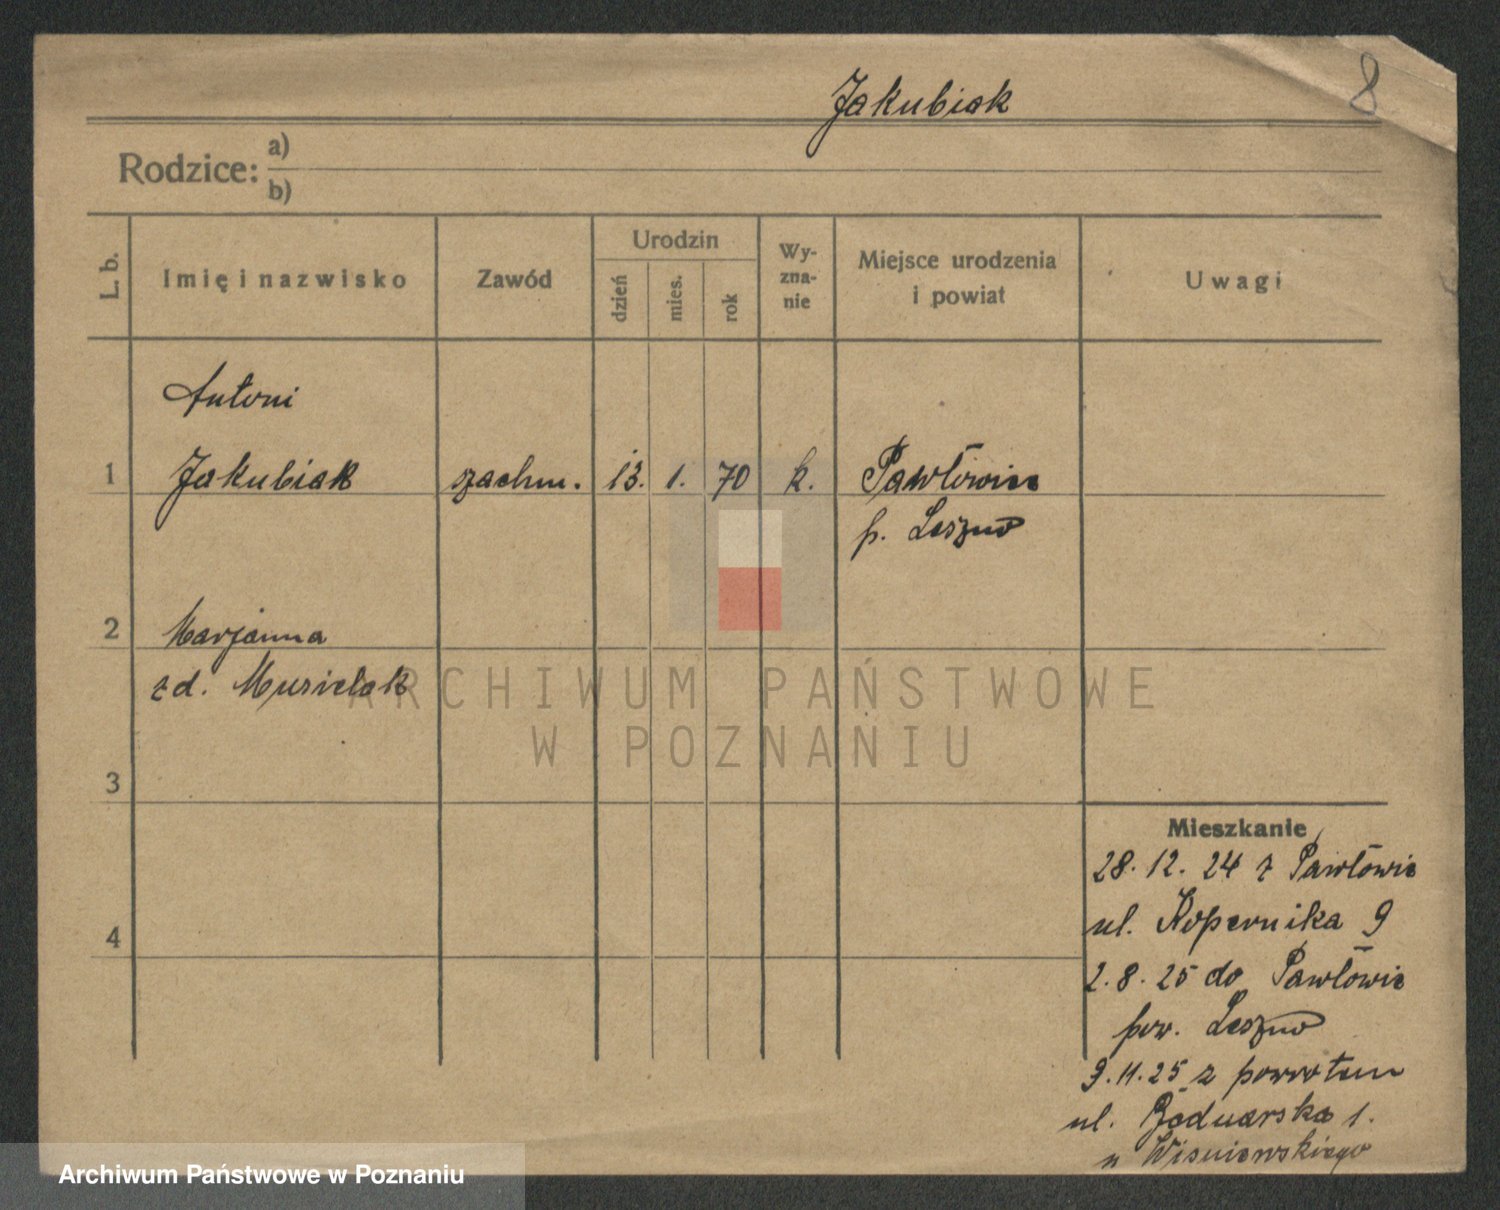 Jakubiak
8
Rodzice: a)
b)
L. b.
Imię i nazwisko
Zawód
Urodzin
dzień
mies.
rok
Wy-
zna-
nie
Miejsce urodzenia
i powiat
Uwagi
Antoni
1 Jakubiak szachm. 13. 1. 70 k. Pawłowice
p. Leszno
2 Marjanna
zd. Musielak
ARCHIWUM PAŃSTWOWE
W POZNANIU
3
4
Mieszkanie
28. 12. 24 z Pawłowic
ul. Kopernika 9
2. 8. 25 do Pawłowic
pow. Leszno
9. 11. 25 z powrotem
ul. 1.
u Wiśniewskiego
Archiwum Państwowe w Poznaniu